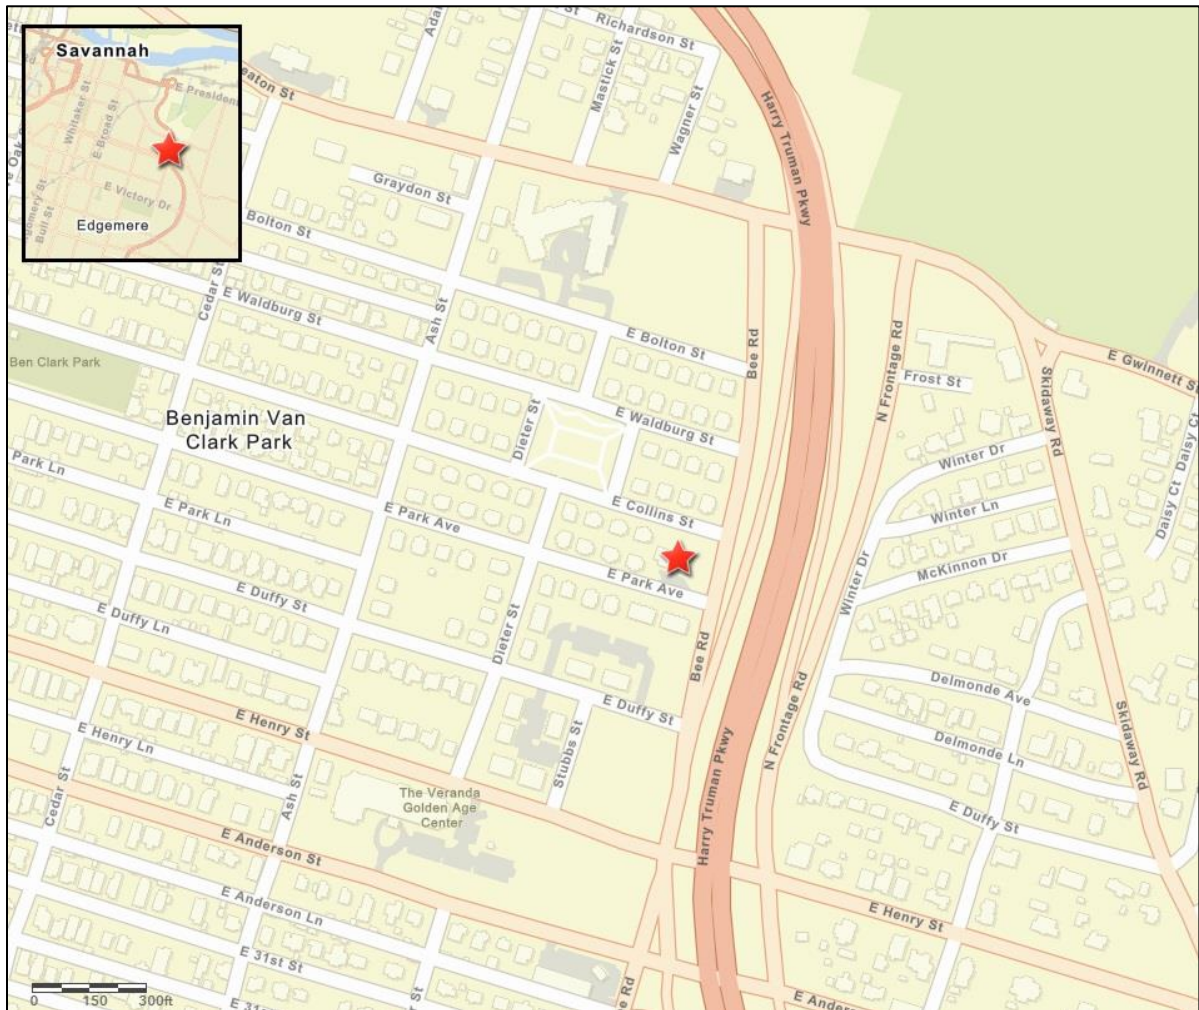 Savannah
E President
Whitaker St
E Broad St
E Victory Dr
Bull St
Edgemere
Richardson St
Mastick St
Wagner St
Harry Truman Pkwy
Graydon St
Bolton St
E Waldburg St
Cedar St
Ash St
E Bolton St
Bee Rd
N Frontage Rd
E Gwinnett St
Frost St
Skidaway Rd
Ben Clark Park
Benjamin Van
Clark Park
Dieter St
E Waldburg St
Winter Dr
Daisy Ct
Daisy Ct
Park Ln
E Park Ln
E Park Ave
E Collins St
Winter Ln
McKinnon Dr
Winter Dr
E Park Ave
E Duffy St
E Duffy Ln
Dieter St
Bee Rd
Delmonde Ave
Skidaway Rd
E Henry St
E Duffy St
N Frontage Rd
Delmonde Ln
E Henry Ln
Stubbs St
Harry Truman Pkwy
Cedar St
Ash St
The Veranda
Golden Age
Center
E Duffy St
E Anderson St
E Anderson Ln
E Henry St
E 31st St
0 150 300ft